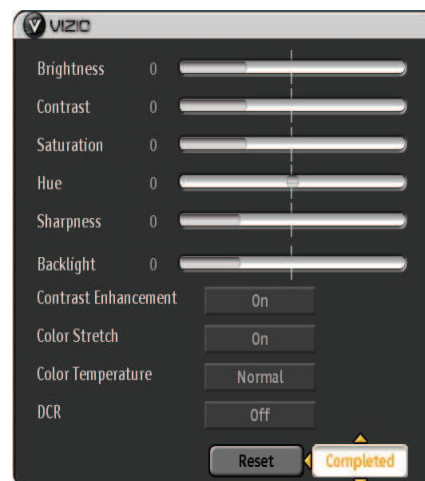 VIZIO
Brightness 0
Contrast 0
Saturation 0
Hue 0
Sharpness 0
Backlight 0
Contrast Enhancement On
Color Stretch On
Color Temperature Normal
DCR Off
Reset Completed